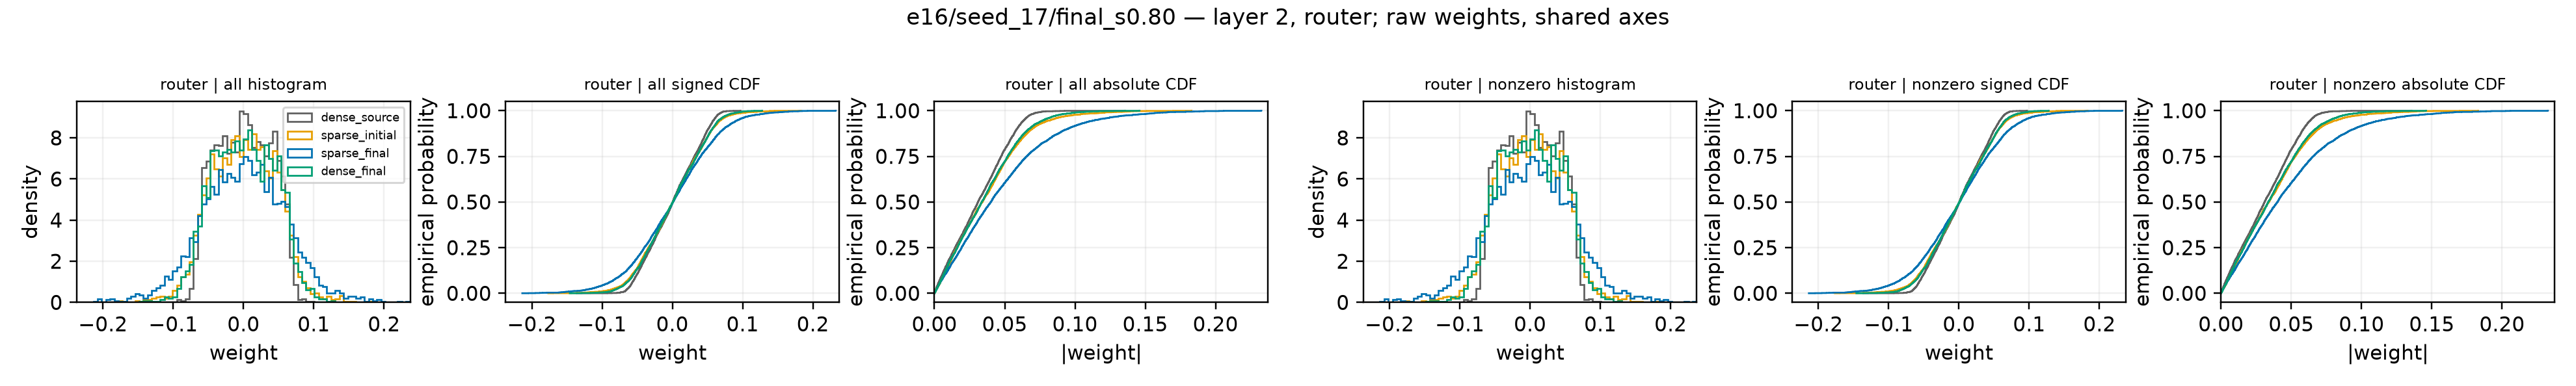 e16/seed_17/final_s0.80 — layer 2, router; raw weights, shared axes
router | all histogram
density
8
6
4
2
0
dense_source
sparse_initial
sparse_final
dense_final
−0.2 −0.1 0.0 0.1 0.2
weight
router | all signed CDF
empirical probability
1.00
0.75
0.50
0.25
0.00
−0.2 −0.1 0.0 0.1 0.2
weight
router | all absolute CDF
empirical probability
1.00
0.75
0.50
0.25
0.00
0.00 0.05 0.10 0.15 0.20
|weight|
router | nonzero histogram
density
8
6
4
2
0
−0.2 −0.1 0.0 0.1 0.2
weight
router | nonzero signed CDF
empirical probability
1.00
0.75
0.50
0.25
0.00
−0.2 −0.1 0.0 0.1 0.2
weight
router | nonzero absolute CDF
empirical probability
1.00
0.75
0.50
0.25
0.00
0.00 0.05 0.10 0.15 0.20
|weight|